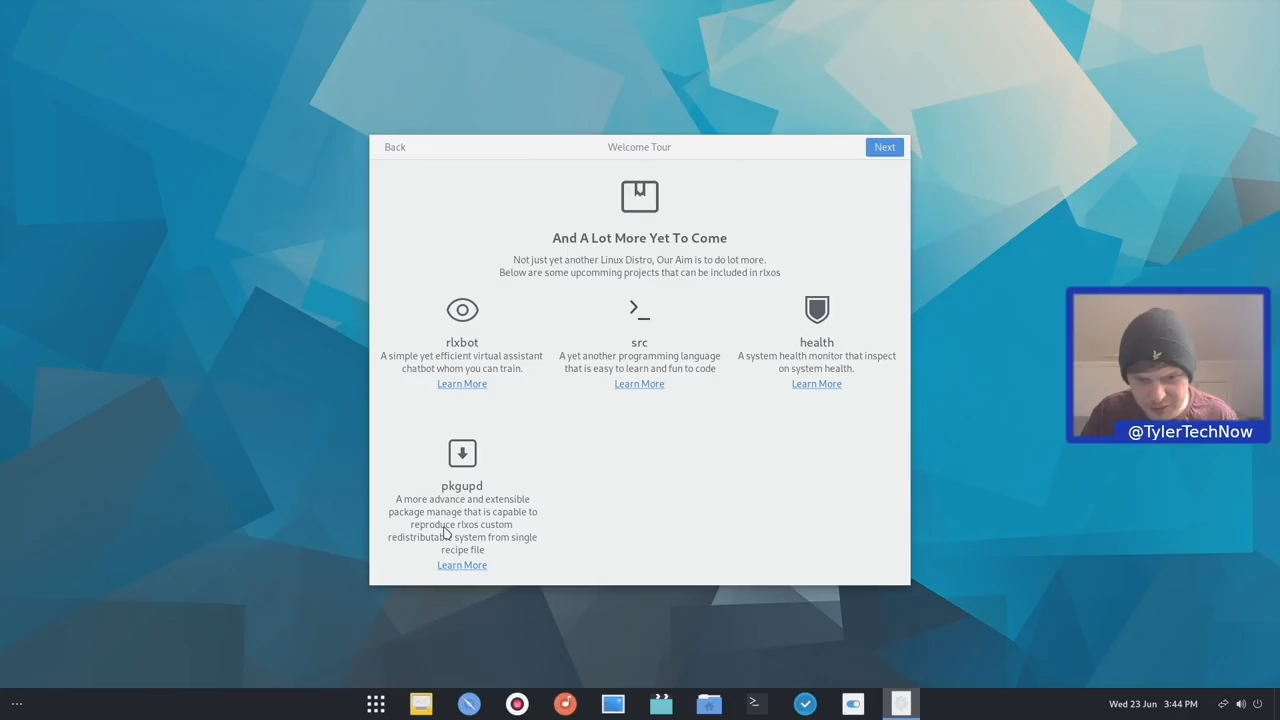 Back
Welcome Tour
Next
And A Lot More Yet To Come
Not just yet another Linux Distro, Our Aim is to do lot more.
Below are some upcomming projects that can be included in rlxos
rlxbot
A simple yet efficient virtual assistant
chatbot whom you can train.
Learn More
src
A yet another programming language
that is easy to learn and fun to code
Learn More
health
A system health monitor that inspect
on system health.
Learn More
pkgupd
A more advance and extensible
package manage that is capable to
reproduce rlxos custom
redistributable system from single
recipe file
Learn More
@TylerTechNow
Wed 23 Jun 3:44 PM